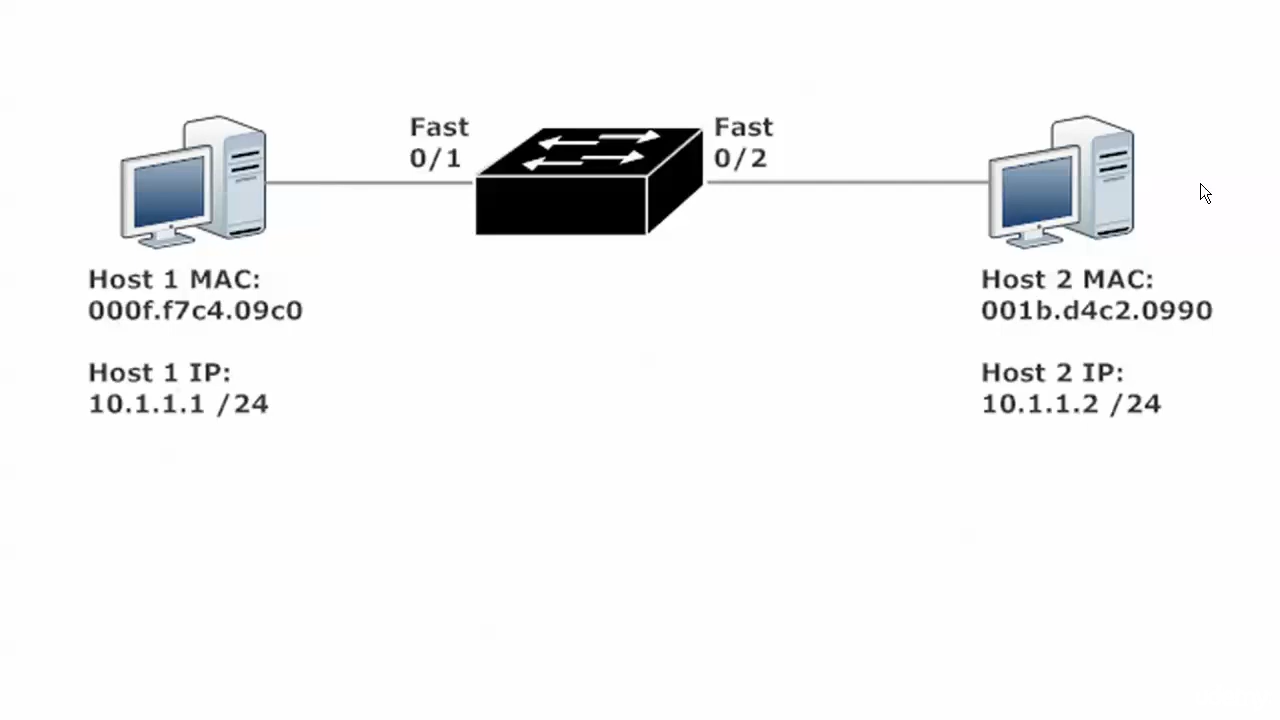 Fast
0/1
Fast
0/2
Host 1 MAC:
000f.f7c4.09c0
Host 1 IP:
10.1.1.1 /24
Host 2 MAC:
001b.d4c2.0990
Host 2 IP:
10.1.1.2 /24